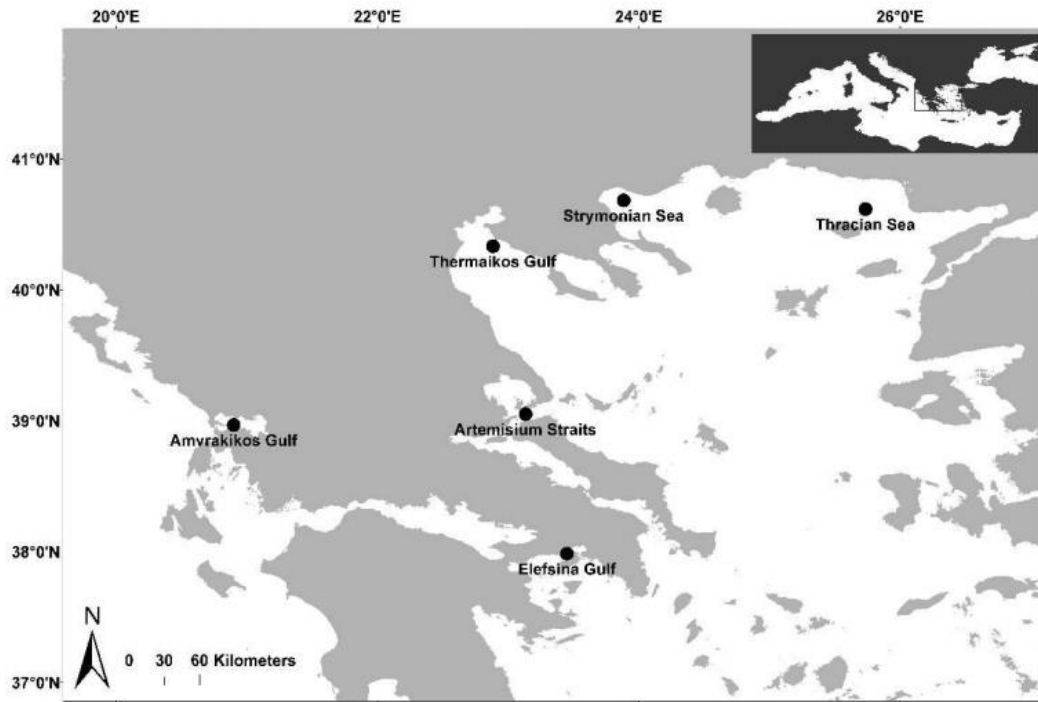 20°0'E 22°0'E 24°0'E 26°0'E
41°0'N
Strymonian Sea
Thracian Sea
Thermaikos Gulf
40°0'N
39°0'N
Artemisium Straits
Amvrakikos Gulf
38°0'N
Elefsina Gulf
N
0 30 60 Kilometers
37°0'N